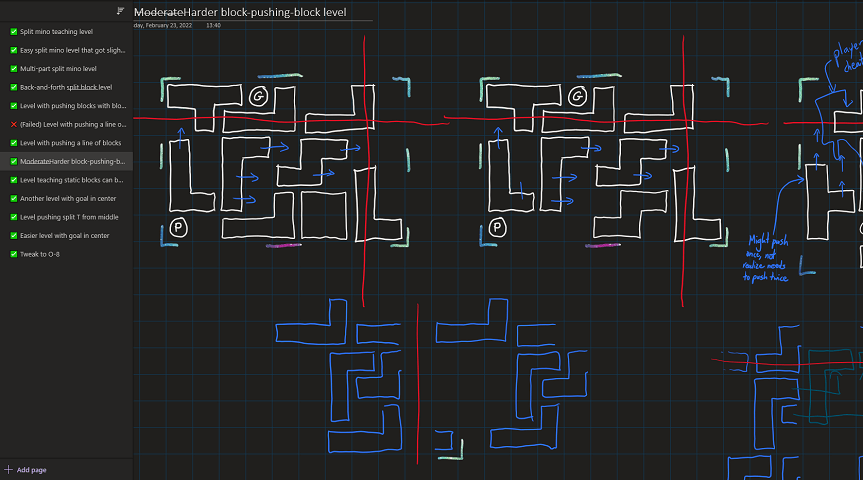 Split mino teaching level
Easy split mino level that got sligh...
Multi-part split mino level
Back-and-forth split block level
Level with pushing blocks with blo...
(Failed) Level with pushing a line o...
Level with pushing a line of blocks
ModerateHarder block-pushing-b...
Level teaching static blocks can b...
Another level with goal in center
Level pushing split T from middle
Easier level with goal in center
Tweak to O-8
Add page
ModerateHarder block-pushing-block level
day, February 23, 2022 13:40
G
P
G
P
player
Might push
once, not
realize needs
to push twice